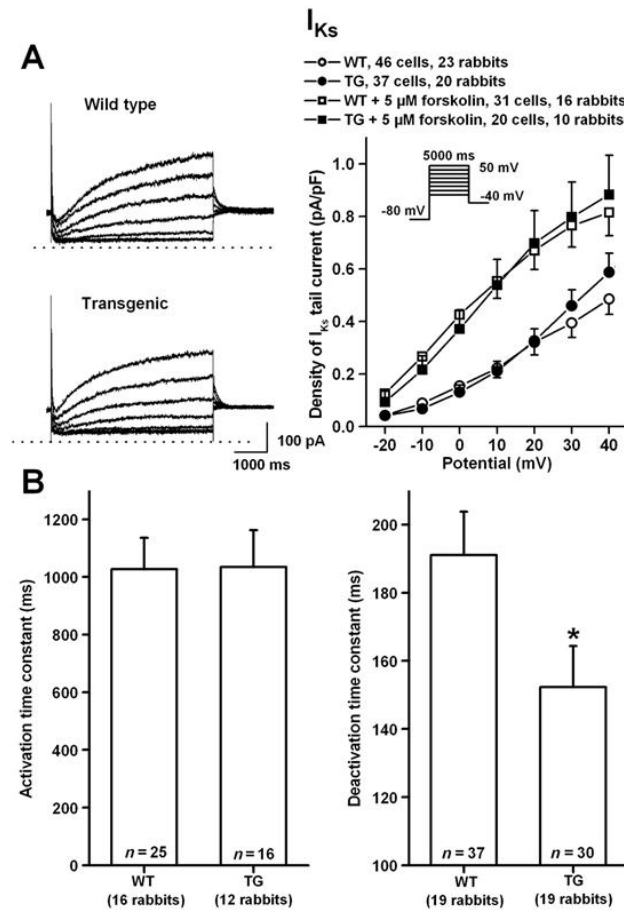 I_Ks
A
WT, 46 cells, 23 rabbits
TG, 37 cells, 20 rabbits
WT + 5 µM forskolin, 31 cells, 16 rabbits
TG + 5 µM forskolin, 20 cells, 10 rabbits
Wild type
Transgenic
100 pA
1000 ms
Density of I_Ks tail current (pA/pF)
1.0
0.8
0.6
0.4
0.2
0.0
5000 ms
50 mV
-40 mV
-80 mV
-20 -10 0 10 20 30 40
Potential (mV)
B
Activation time constant (ms)
1200
1000
800
600
400
200
0
n = 25
n = 16
WT
(16 rabbits)
TG
(12 rabbits)
Deactivation time constant (ms)
200
180
160
140
120
100
*
n = 37
n = 30
WT
(19 rabbits)
TG
(19 rabbits)